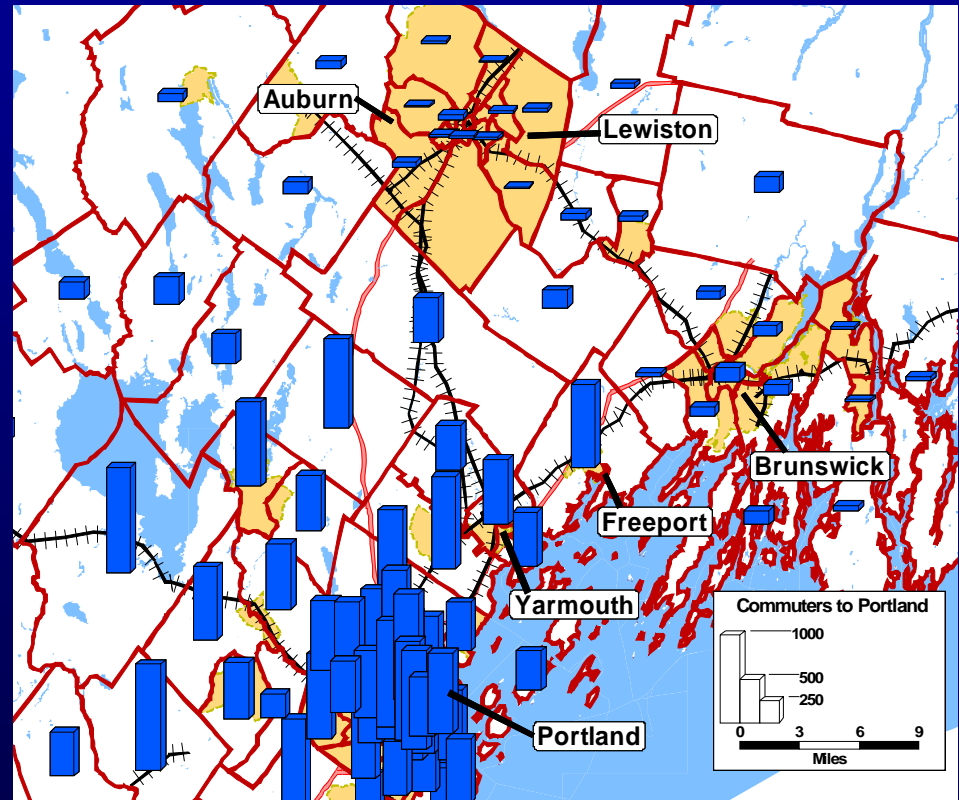 Auburn
Lewiston
Brunswick
Freeport
Yarmouth
Portland
Commuters to Portland
1000
500
250
0 3 6 9
Miles